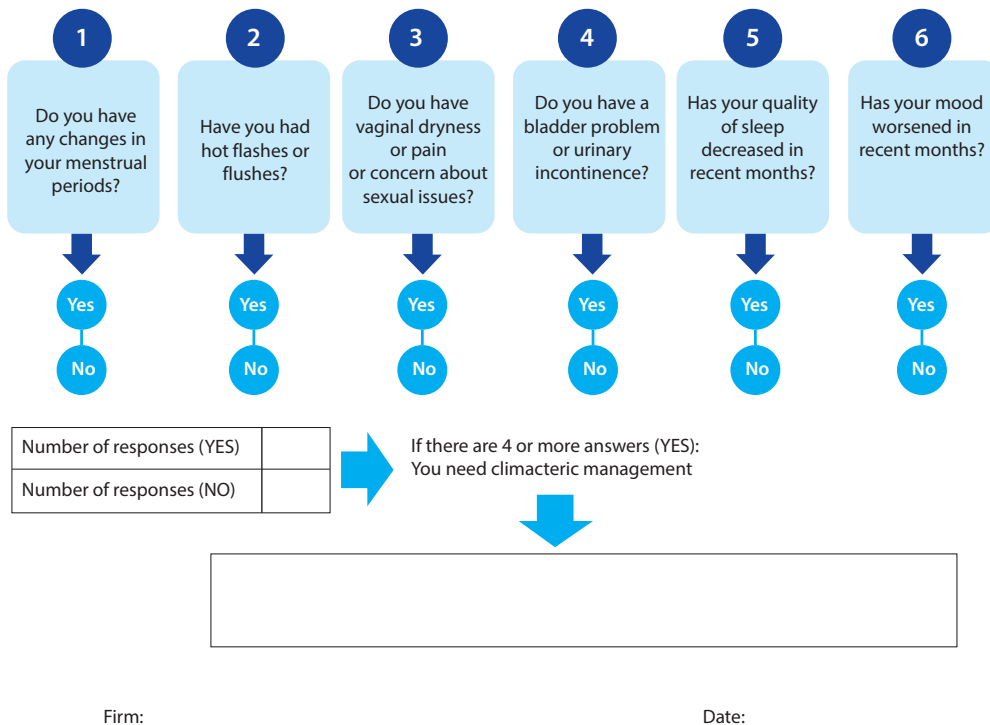 1
Do you have
any changes in
your menstrual
periods?
Yes
No
2
Have you had
hot flashes or
flushes?
Yes
No
3
Do you have
vaginal dryness
or pain
or concern about
sexual issues?
Yes
No
4
Do you have a
bladder problem
or urinary
incontinence?
Yes
No
5
Has your quality
of sleep
decreased in
recent months?
Yes
No
6
Has your mood
worsened in
recent months?
Yes
No
Number of responses (YES)
Number of responses (NO)
If there are 4 or more answers (YES):
You need climacteric management
Firm:
Date: